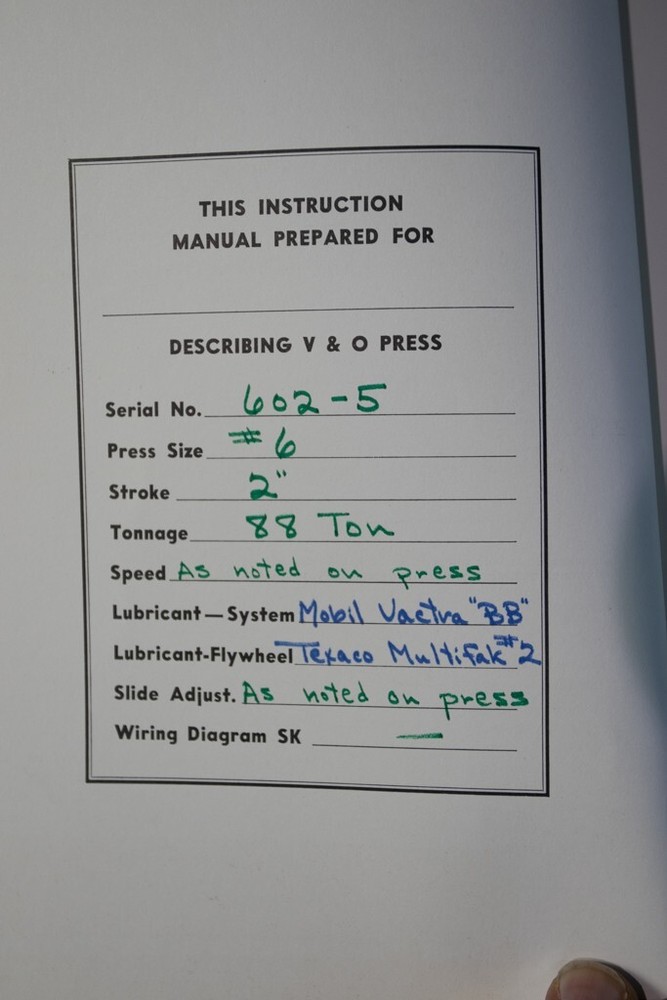 THIS INSTRUCTION
MANUAL PREPARED FOR
DESCRIBING V & O PRESS
Serial No. 602-5
Press Size #6
Stroke 2"
Tonnage 88 Ton
Speed As noted on press
Lubricant—System Mobil Vactra "BB"
Lubricant-Flywheel Texaco Multifak #2
Slide Adjust. As noted on press
Wiring Diagram SK —